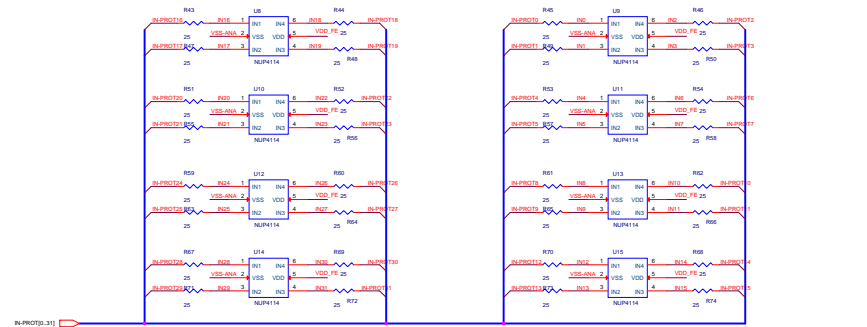 R43 U8 R44
IN-PROT16 IN16 1 IN1 IN4 6 IN18 IN-PROT18
25 VSS-ANA 2 VSS VDD 5 VDD_FE 25
IN-PROT17 R47 IN17 3 IN2 IN3 4 IN19 IN-PROT19
25 NUP4114 25 R48
R45 U9 R46
IN-PROT0 IN0 1 IN1 IN4 6 IN2 IN-PROT2
25 VSS-ANA 2 VSS VDD 5 VDD_FE 25
IN-PROT1 R49 IN1 3 IN2 IN3 4 IN3 IN-PROT3
25 NUP4114 25 R50
R51 U10 R52
IN-PROT20 IN20 1 IN1 IN4 6 IN22 IN-PROT22
25 VSS-ANA 2 VSS VDD 5 VDD_FE 25
IN-PROT21 R55 IN21 3 IN2 IN3 4 IN23 IN-PROT23
25 NUP4114 25 R56
R53 U11 R54
IN-PROT4 IN4 1 IN1 IN4 6 IN6 IN-PROT6
25 VSS-ANA 2 VSS VDD 5 VDD_FE 25
IN-PROT5 R57 IN5 3 IN2 IN3 4 IN7 IN-PROT7
25 NUP4114 25 R58
R59 U12 R60
IN-PROT24 IN24 1 IN1 IN4 6 IN26 IN-PROT26
25 VSS-ANA 2 VSS VDD 5 VDD_FE 25
IN-PROT25 R63 IN25 3 IN2 IN3 4 IN27 IN-PROT27
25 NUP4114 25 R64
R61 U13 R62
IN-PROT8 IN8 1 IN1 IN4 6 IN10 IN-PROT10
25 VSS-ANA 2 VSS VDD 5 VDD_FE 25
IN-PROT9 R65 IN9 3 IN2 IN3 4 IN11 IN-PROT11
25 NUP4114 25 R66
R67 U14 R69
IN-PROT28 IN28 1 IN1 IN4 6 IN30 IN-PROT30
25 VSS-ANA 2 VSS VDD 5 VDD_FE 25
IN-PROT29 R71 IN29 3 IN2 IN3 4 IN31 IN-PROT31
25 NUP4114 25 R72
R70 U15 R68
IN-PROT12 IN12 1 IN1 IN4 6 IN14 IN-PROT14
25 VSS-ANA 2 VSS VDD 5 VDD_FE 25
IN-PROT13 R73 IN13 3 IN2 IN3 4 IN15 IN-PROT15
25 NUP4114 25 R74
IN-PROT[0..31]